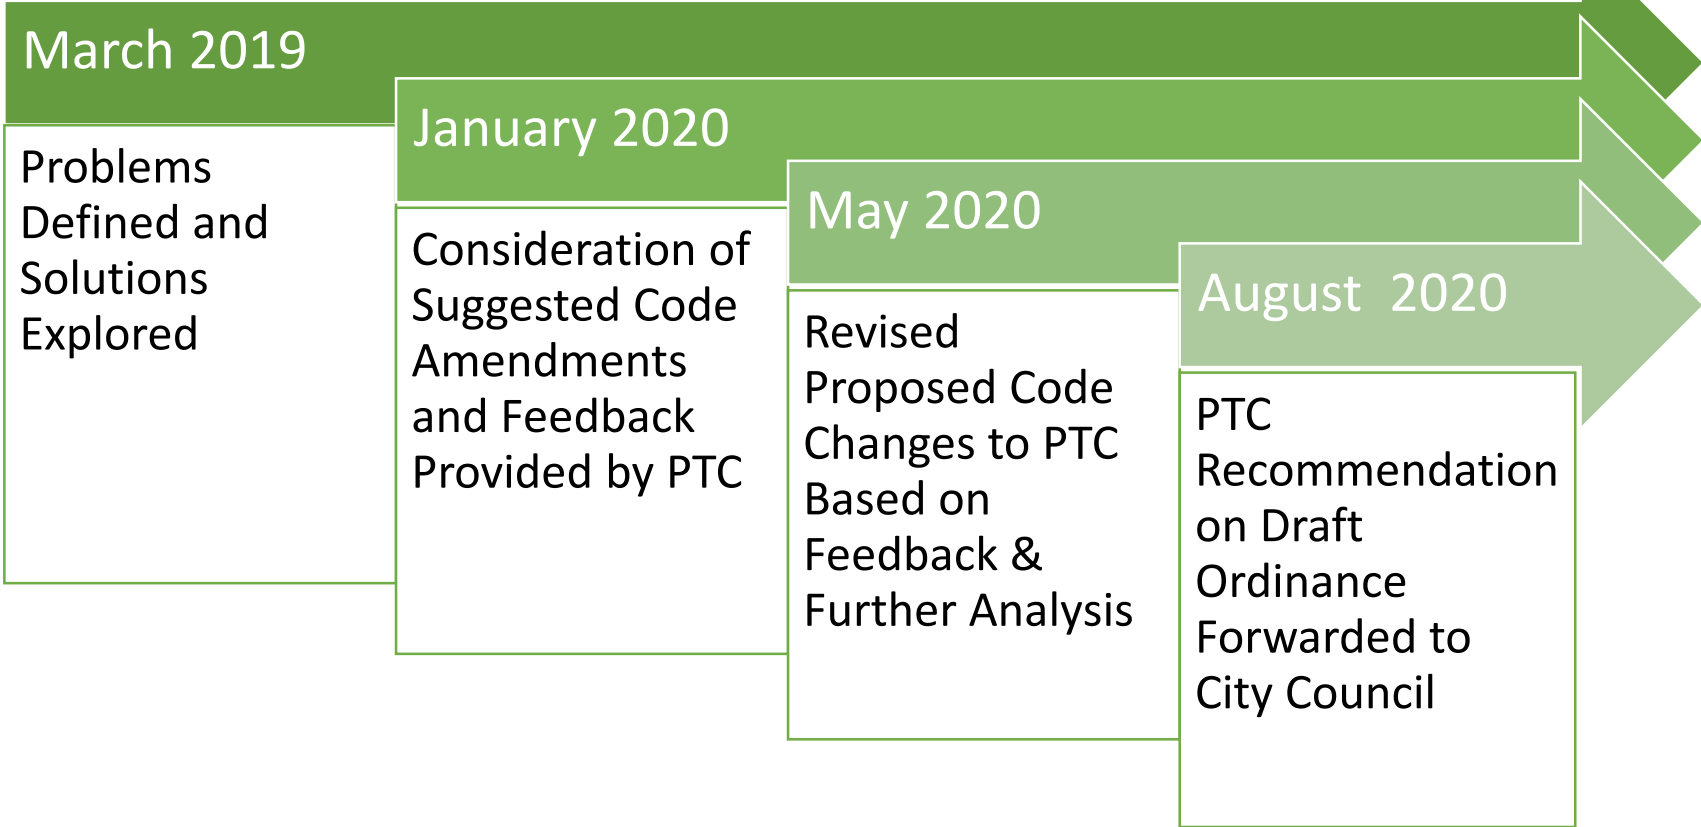 March 2019
Problems
Defined and
Solutions
Explored
January 2020
Consideration of
Suggested Code
Amendments
and Feedback
Provided by PTC
May 2020
Revised
Proposed Code
Changes to PTC
Based on
Feedback &
Further Analysis
August  2020
PTC
Recommendation
on Draft
Ordinance
Forwarded to
City Council